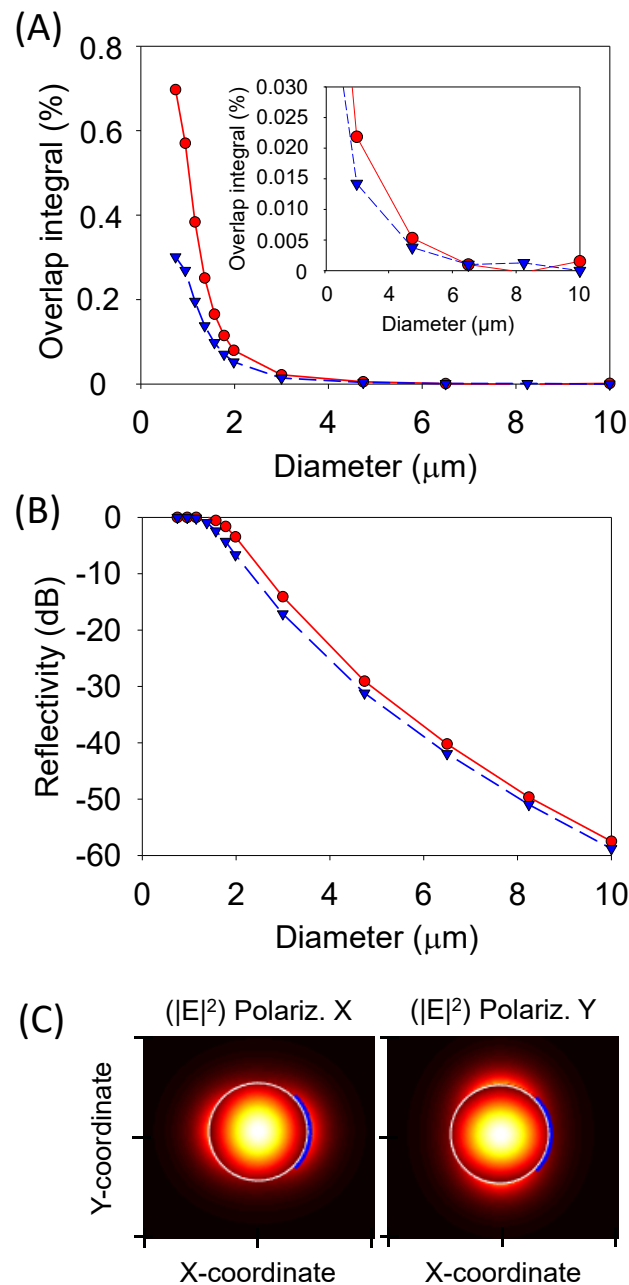 (A)
0.8
0.6
0.4
0.2
0
Overlap integral (%)
0 2 4 6 8 10
Diameter (μm)
0.030
0.025
0.020
0.015
0.010
0.005
0
Overlap integral (%)
0 2 4 6 8 10
Diameter (μm)
(B)
0
-10
-20
-30
-40
-50
-60
Reflectivity (dB)
0 2 4 6 8 10
Diameter (μm)
(C)
(|E|²) Polariz. X (|E|²) Polariz. Y
Y-coordinate
X-coordinate X-coordinate